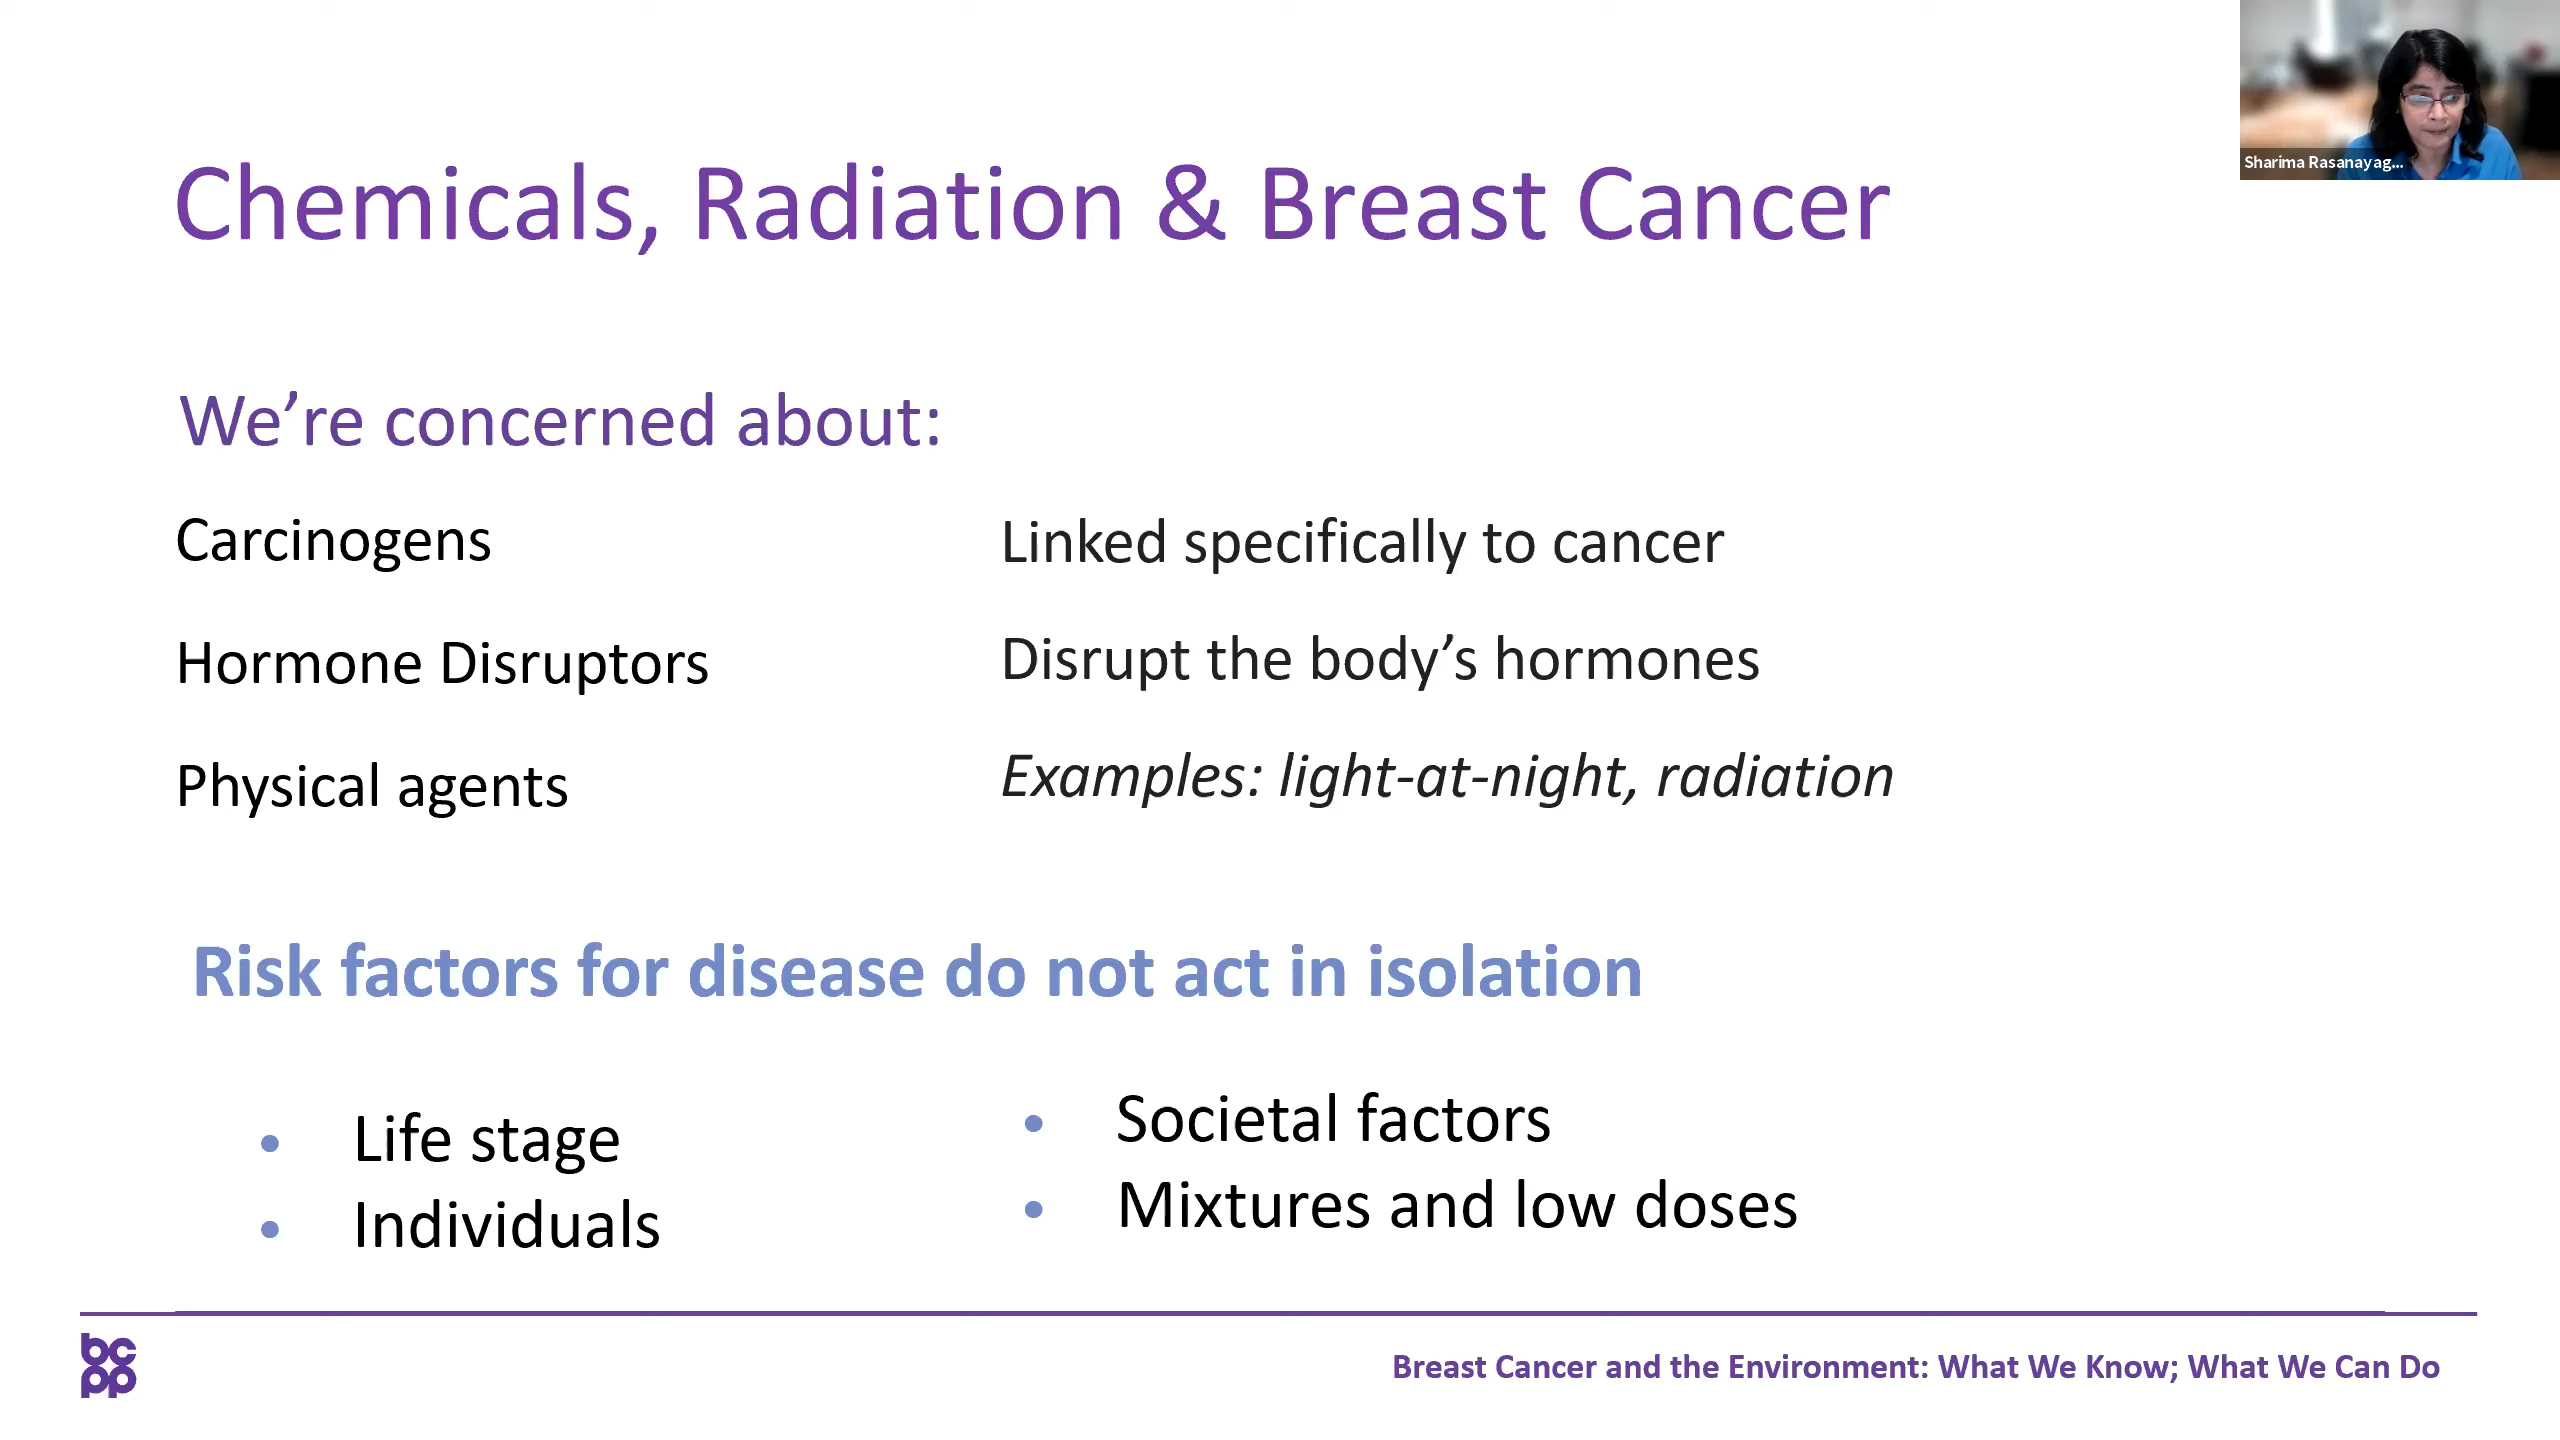 Sharima Rasanayag...
Chemicals, Radiation & Breast Cancer
We’re concerned about:
Carcinogens
Linked specifically to cancer
Hormone Disruptors
Disrupt the body’s hormones
Physical agents
Examples: light-at-night, radiation
Risk factors for disease do not act in isolation
• Life stage
• Individuals
• Societal factors
• Mixtures and low doses
bc
pp
Breast Cancer and the Environment: What We Know; What We Can Do